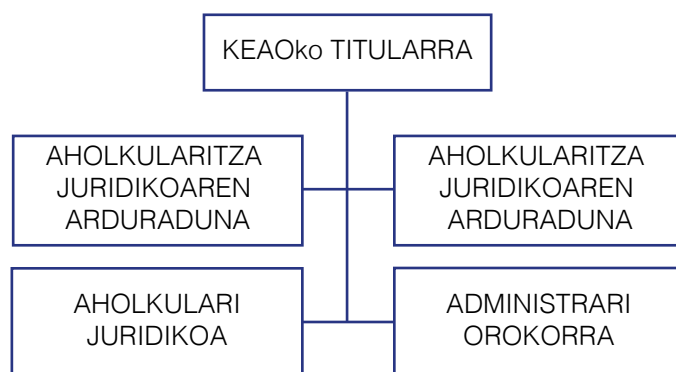 KEAOko TITULARRA
AHOLKULARITZA
JURIDIKOAREN
ARDURADUNA
AHOLKULARITZA
JURIDIKOAREN
ARDURADUNA
AHOLKULARI
JURIDIKOA
ADMINISTRARI
OROKORRA